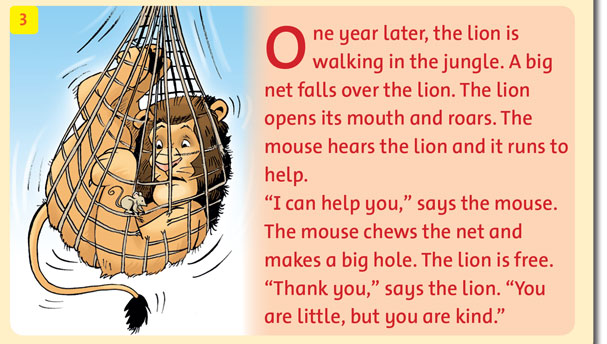 3
One year later, the lion is
walking in the jungle. A big
net falls over the lion. The lion
opens its mouth and roars. The
mouse hears the lion and it runs to
help.
“I can help you,” says the mouse.
The mouse chews the net and
makes a big hole. The lion is free.
“Thank you,” says the lion. “You
are little, but you are kind.”